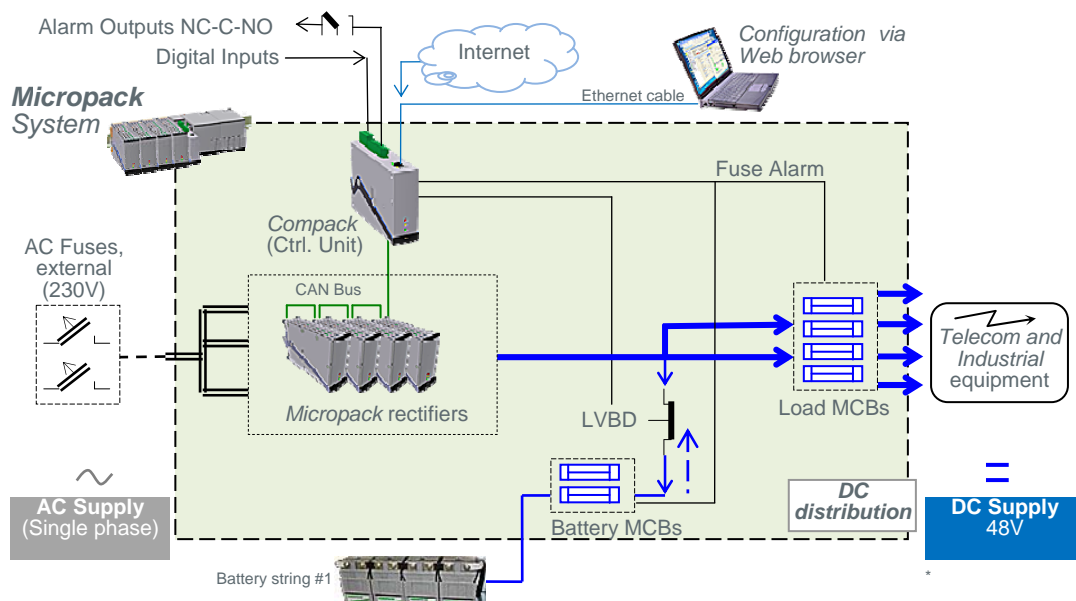 Alarm Outputs NC-C-NO
Digital Inputs
Internet
Configuration via
Web browser
Ethernet cable
Micropack
System
Fuse Alarm
Compack
(Ctrl. Unit)
AC Fuses,
external
(230V)
CAN Bus
Micropack rectifiers
LVBD
Load MCBs
Telecom and
Industrial
equipment
Battery MCBs
DC
distribution
AC Supply
(Single phase)
DC Supply
48V
Battery string #1
*